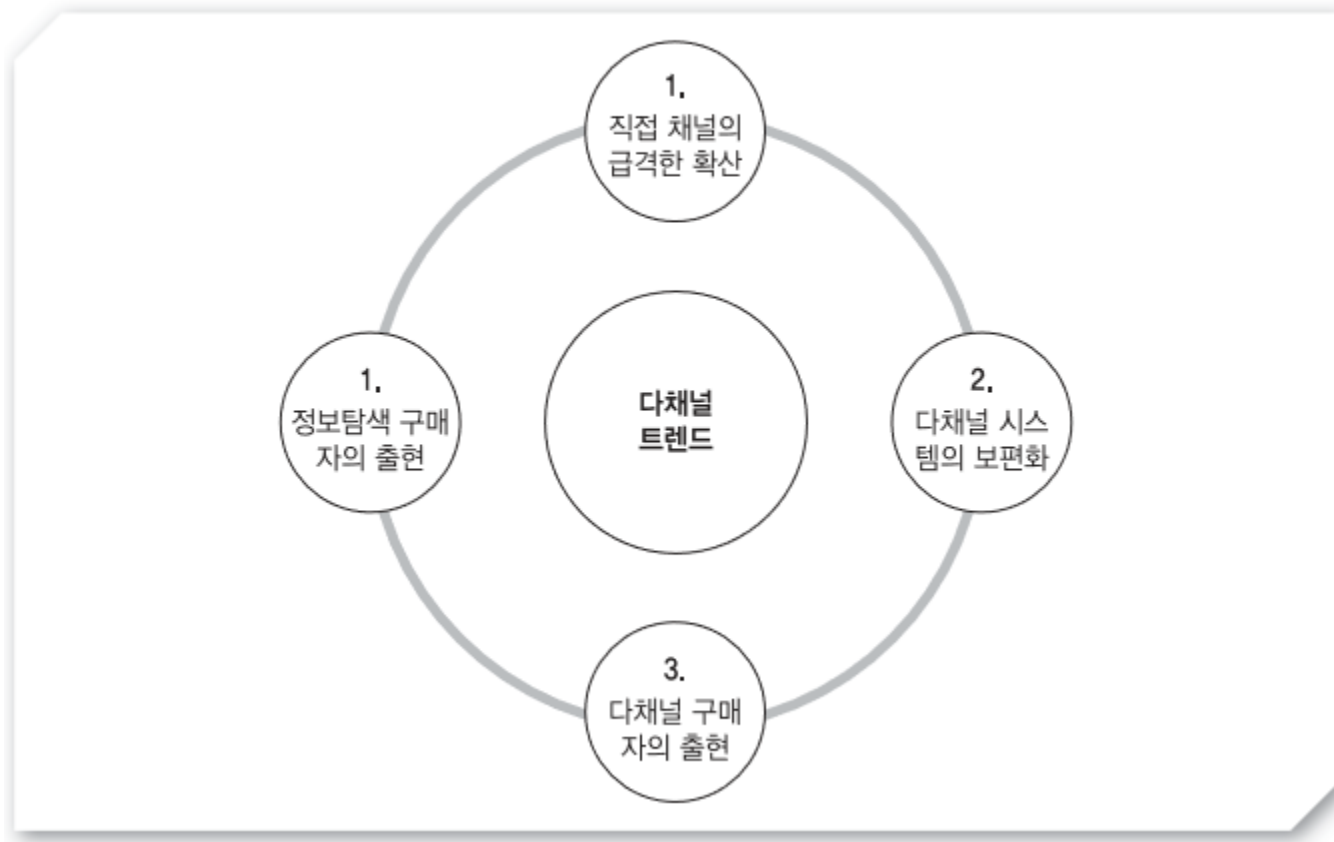 1.
직접 채널의
급격한 확산
1.
정보탐색 구매
자의 출현
다채널
트렌드
2.
다채널 시스
템의 보편화
3.
다채널 구매
자의 출현